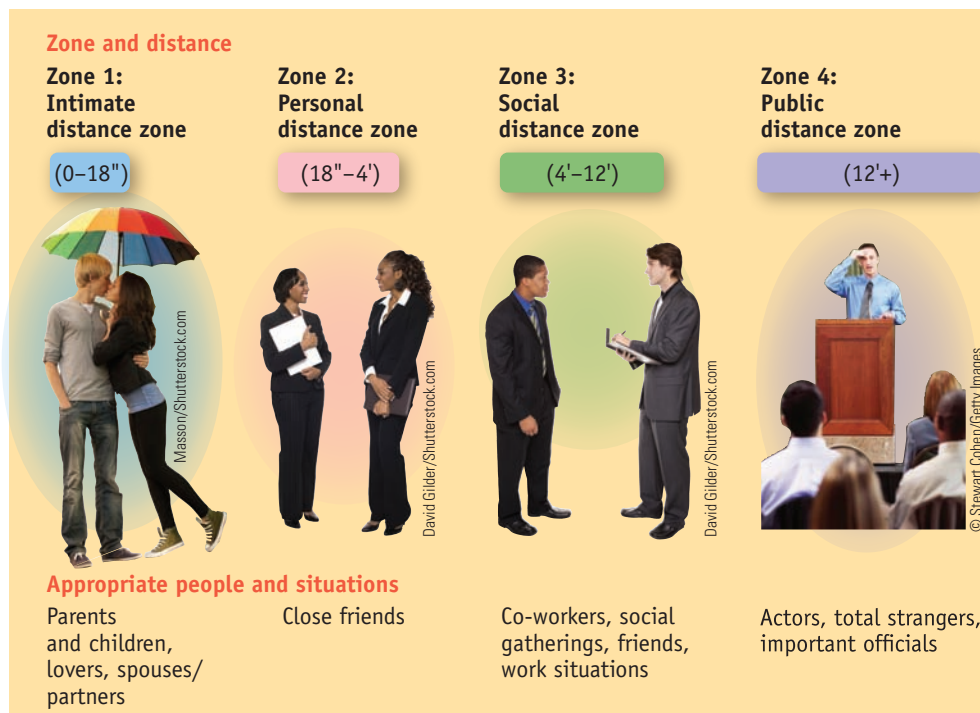 Zone and distance
Zone 1:
Intimate
distance zone
(0–18")
Zone 2:
Personal
distance zone
(18"–4')
Zone 3:
Social
distance zone
(4'–12')
Zone 4:
Public
distance zone
(12'+)
Masson/Shutterstock.com
David Gilder/Shutterstock.com
David Gilder/Shutterstock.com
© Stewart Cohen/Getty Images
Appropriate people and situations
Parents
and children,
lovers, spouses/
partners
Close friends
Co-workers, social
gatherings, friends,
work situations
Actors, total strangers,
important officials